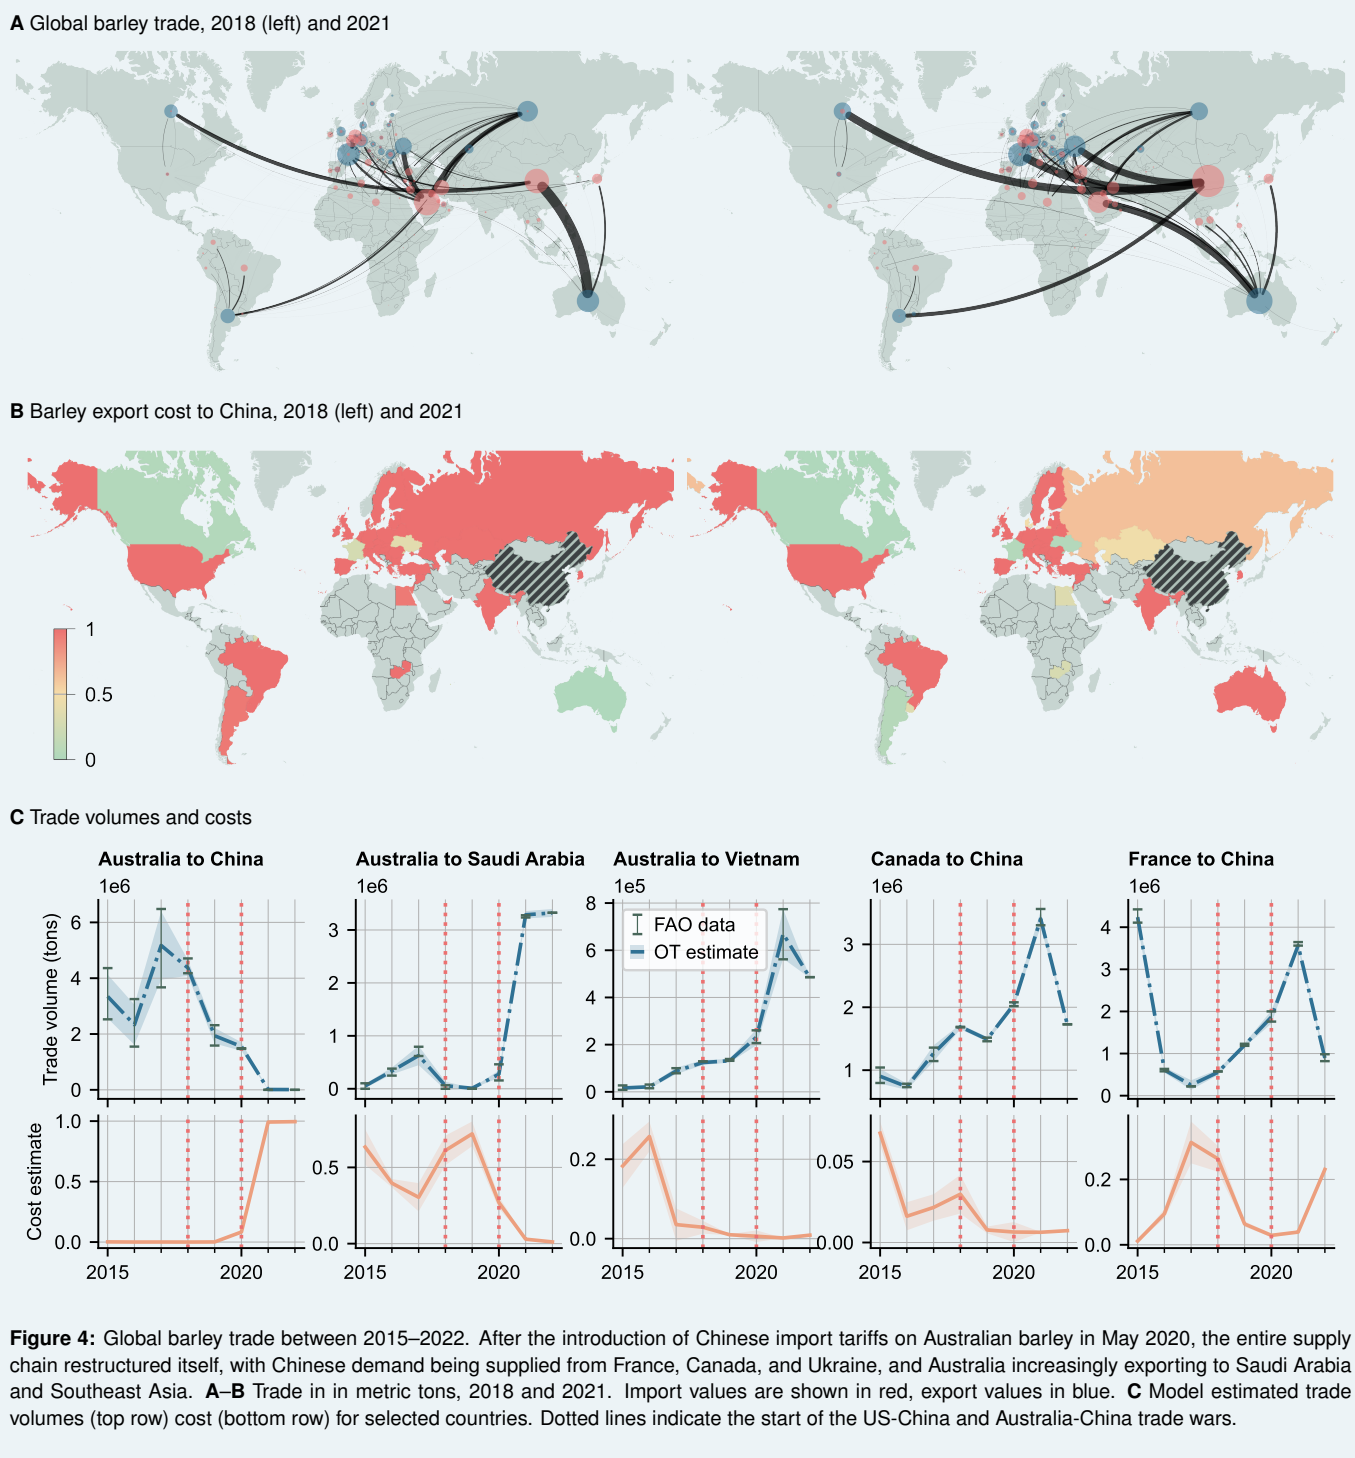 A Global barley trade, 2018 (left) and 2021
B Barley export cost to China, 2018 (left) and 2021
1
0.5
0
C Trade volumes and costs
Australia to China
Australia to Saudi Arabia
Australia to Vietnam
Canada to China
France to China
1e6
1e6
1e5
1e6
1e6
Trade volume (tons)
6
4
2
0
3
2
1
0
8
6
4
2
0
FAO data
OT estimate
3
2
1
4
3
2
1
0
Cost estimate
1.0
0.5
0.0
0.5
0.0
0.2
0.0
0.05
0.00
0.2
0.0
2015 2020
2015 2020
2015 2020
2015 2020
2015 2020
Figure 4: Global barley trade between 2015–2022. After the introduction of Chinese import tariffs on Australian barley in May 2020, the entire supply
chain restructured itself, with Chinese demand being supplied from France, Canada, and Ukraine, and Australia increasingly exporting to Saudi Arabia
and Southeast Asia. A–B Trade in in metric tons, 2018 and 2021. Import values are shown in red, export values in blue. C Model estimated trade
volumes (top row) cost (bottom row) for selected countries. Dotted lines indicate the start of the US-China and Australia-China trade wars.